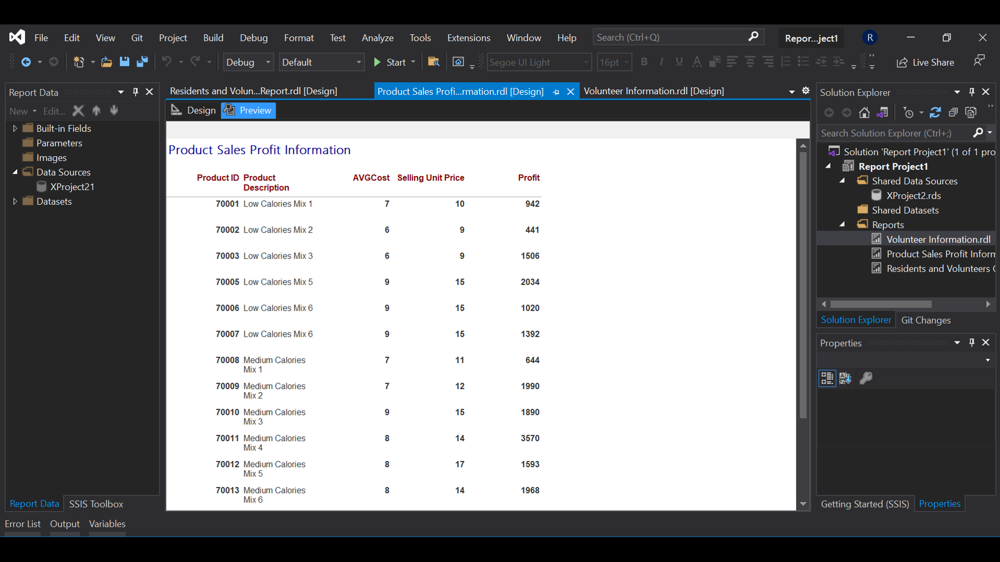 File Edit View Git Project Build Debug Format Test Analyze Tools Extensions Window Help Search (Ctrl+Q) Repor...ject1 R
Debug Default Start Segoe UI Light 16pt B I U A Live Share
Report Data
New Edit...
Built-in Fields
Parameters
Images
Data Sources
XProject21
Datasets
Report Data SSIS Toolbox
Residents and Volun...Report.rdl [Design] Product Sales Profi...rmation.rdl [Design] Volunteer Information.rdl [Design]
Design Preview
Product Sales Profit Information
Product ID Product AVGCost Selling Unit Price Profit
Description
70001 Low Calories Mix 1 7 10 942
70002 Low Calories Mix 2 6 9 441
70003 Low Calories Mix 3 6 9 1506
70005 Low Calories Mix 5 9 15 2034
70006 Low Calories Mix 6 9 15 1020
70007 Low Calories Mix 6 9 15 1392
70008 Medium Calories 7 11 644
Mix 1
70009 Medium Calories 7 12 1990
Mix 2
70010 Medium Calories 9 15 1890
Mix 3
70011 Medium Calories 8 14 3570
Mix 4
70012 Medium Calories 8 17 1593
Mix 5
70013 Medium Calories 8 14 1968
Mix 6
Solution Explorer
Search Solution Explorer (Ctrl+;)
Solution 'Report Project1' (1 of 1 pro
Report Project1
Shared Data Sources
XProject2.rds
Shared Datasets
Reports
Volunteer Information.rdl
Product Sales Profit Inform
Residents and Volunteers
Solution Explorer Git Changes
Properties
Getting Started (SSIS) Properties
Error List Output Variables